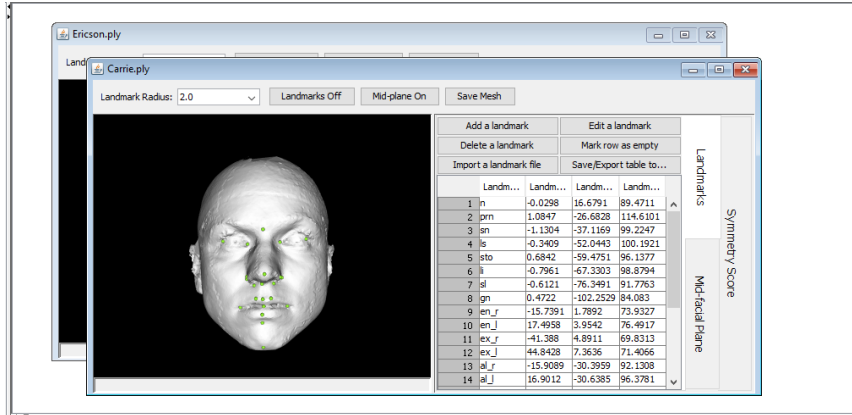 Ericson.ply
Land
Carrie.ply
Landmark Radius: 2.0 Landmarks Off Mid-plane On Save Mesh
Add a landmark Edit a landmark
Delete a landmark Mark row as empty
Import a landmark file Save/Export table to...
Landm... Landm... Landm... Landm...
1 n -0.0298 16.6791 89.4711
2 prn 1.0847 -26.6828 114.6101
3 sn -1.1304 -37.1169 99.2247
4 ls -0.3409 -52.0443 100.1921
5 sto 0.6842 -59.4751 96.1377
6 li -0.7961 -67.3303 98.8794
7 sl -0.6121 -76.3491 91.7763
8 gn 0.4722 -102.2529 84.083
9 en_r -15.7391 1.7892 73.9327
10 en_l 17.4958 3.9542 76.4917
11 ex_r -41.388 4.8911 69.8313
12 ex_l 44.8428 7.3636 71.4066
13 al_r -15.9089 -30.3959 92.1308
14 al_l 16.9012 -30.6385 96.3781
Landmarks
Mid-facial Plane
Symmetry Score